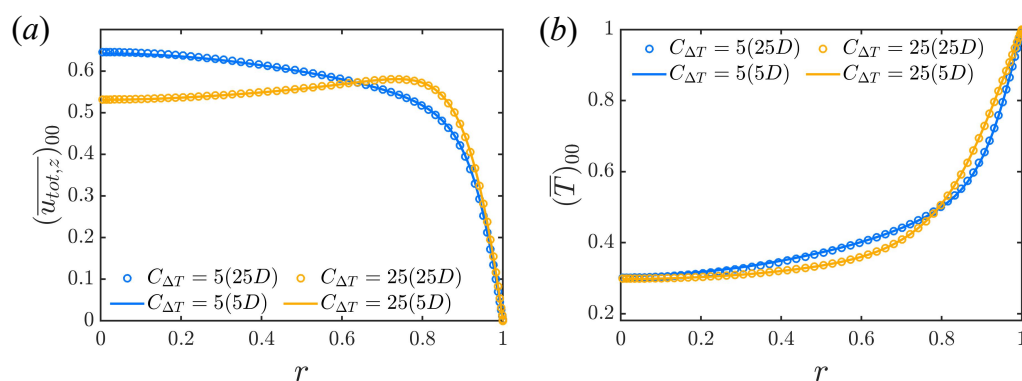 (a)
0.6
0.5
0.4
0.3
0.2
0.1
0
0 0.2 0.4 0.6 0.8 1
r
$(\overline{u_{tot,z}})_{00}$
$C_{\Delta T} = 5(25D)$ $C_{\Delta T} = 25(25D)$
$C_{\Delta T} = 5(5D)$ $C_{\Delta T} = 25(5D)$
(b)
1
0.8
0.6
0.4
0.2
0 0.2 0.4 0.6 0.8 1
r
$(\overline{T})_{00}$
$C_{\Delta T} = 5(25D)$ $C_{\Delta T} = 25(25D)$
$C_{\Delta T} = 5(5D)$ $C_{\Delta T} = 25(5D)$